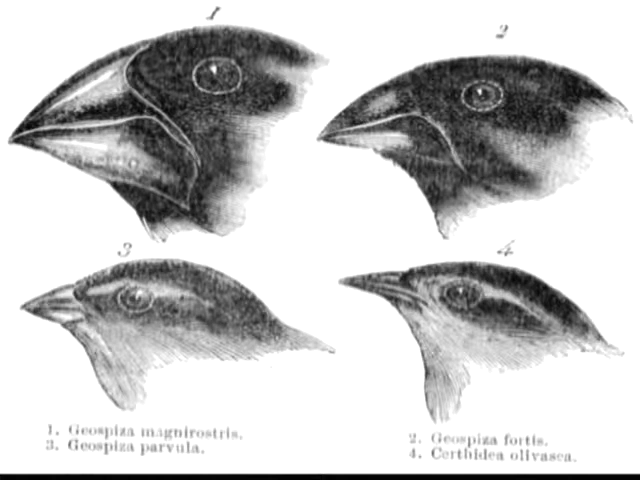 1
2
3
4
1. Geospiza magnirostris.
3. Geospiza parvula.
2. Geospiza fortis.
4. Certhidea olivasea.